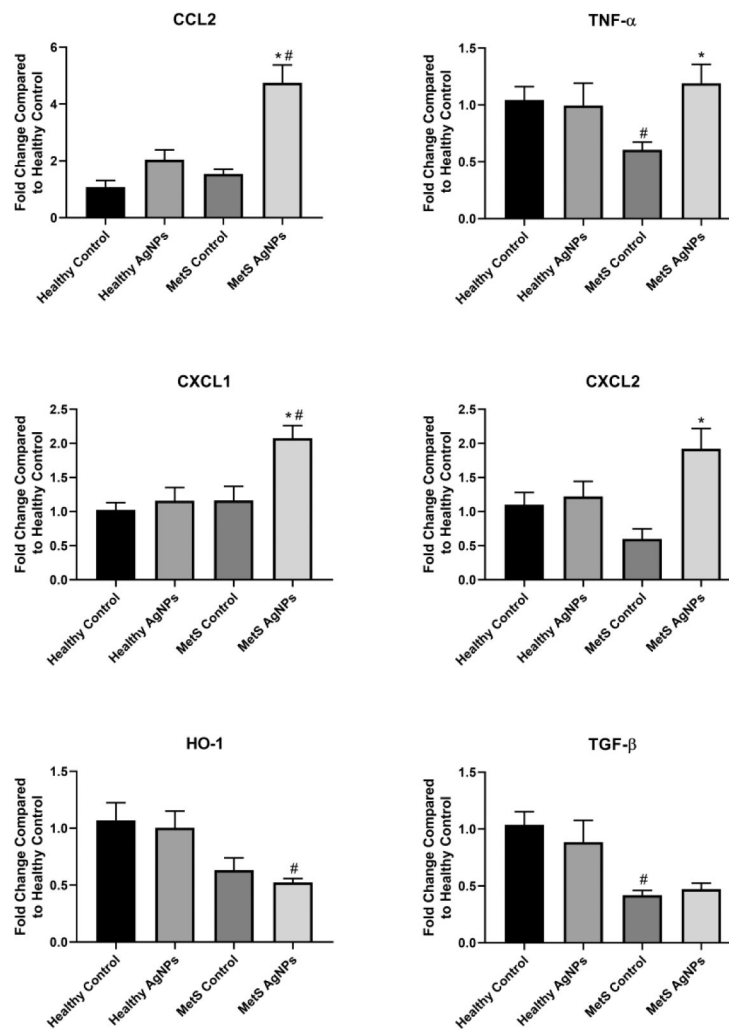 CCL2
Fold Change Compared
to Healthy Control
6
4
2
0
* #
Healthy Control
Healthy AgNPs
MetS Control
MetS AgNPs
TNF-α
Fold Change Compared
to Healthy Control
1.5
1.0
0.5
0.0
#
*
Healthy Control
Healthy AgNPs
MetS Control
MetS AgNPs
CXCL1
Fold Change Compared
to Healthy Control
2.5
2.0
1.5
1.0
0.5
0.0
* #
Healthy Control
Healthy AgNPs
MetS Control
MetS AgNPs
CXCL2
Fold Change Compared
to Healthy Control
2.5
2.0
1.5
1.0
0.5
0.0
*
Healthy Control
Healthy AgNPs
MetS Control
MetS AgNPs
HO-1
Fold Change Compared
to Healthy Control
1.5
1.0
0.5
0.0
#
Healthy Control
Healthy AgNPs
MetS Control
MetS AgNPs
TGF-β
Fold Change Compared
to Healthy Control
1.5
1.0
0.5
0.0
#
Healthy Control
Healthy AgNPs
MetS Control
MetS AgNPs